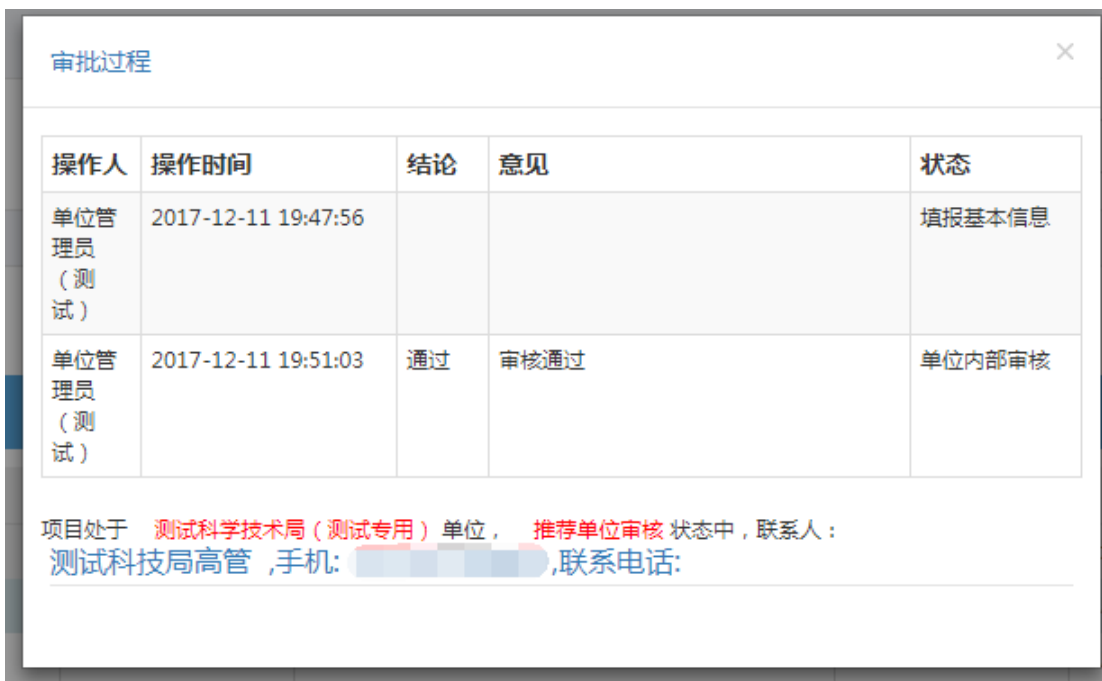 审批过程
×
操作人 操作时间 结论 意见 状态
单位管 2017-12-11 19:47:56 填报基本信息
理员
（测
试）
单位管 2017-12-11 19:51:03 通过 审核通过 单位内部审核
理员
（测
试）
项目处于 测试科学技术局（测试专用）单位， 推荐单位审核 状态中，联系人：
测试科技局高管 ,手机: ,联系电话: